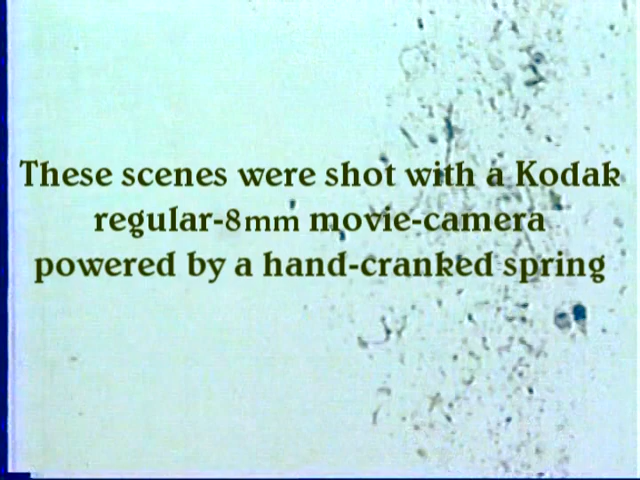 These scenes were shot with a Kodak
regular-8mm movie-camera
powered by a hand-cranked spring